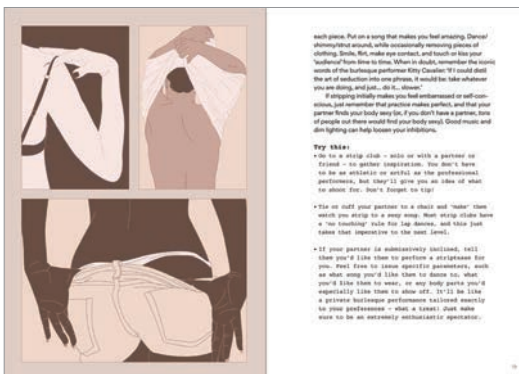 each piece. Put on a song that makes you feel amazing. Dance/
shimmy/strut around, while occasionally removing pieces of
clothing. Smile, flirt, make eye contact, and touch or kiss your
'audience' from time to time. When in doubt, remember the iconic
words of the burlesque performer Kitty Cavalier: 'If I could distil
the art of seduction into one phrase, it would be: take whatever
you are doing, and just... do it... slower.'
If stripping initially makes you feel embarrassed or self-con-
scious, just remember that practice makes perfect, and that your
partner finds your body sexy (or, if you don't have a partner, tons
of people out there would find your body sexy). Good music and
dim lighting can help loosen your inhibitions.
Try this:
• Go to a strip club – solo or with a partner or
friend – to gather inspiration. You don't have
to be as athletic or artful as the professional
performers, but they'll give you an idea of what
to shoot for. Don't forget to tip!
• Tie or cuff your partner to a chair and 'make' them
watch you strip to a sexy song. Most strip clubs have
a 'no touching' rule for lap dances, and this just
takes that imperative to the next level.
• If your partner is submissively inclined, tell
them you'd like them to perform a striptease for
you. Feel free to issue specific parameters, such
as what song you'd like them to dance to, what
you'd like them to wear, or any body parts you'd
especially like them to show off. It'll be like
a private burlesque performance tailored exactly
to your preferences – what a treat! Just make
sure to be an extremely enthusiastic spectator.